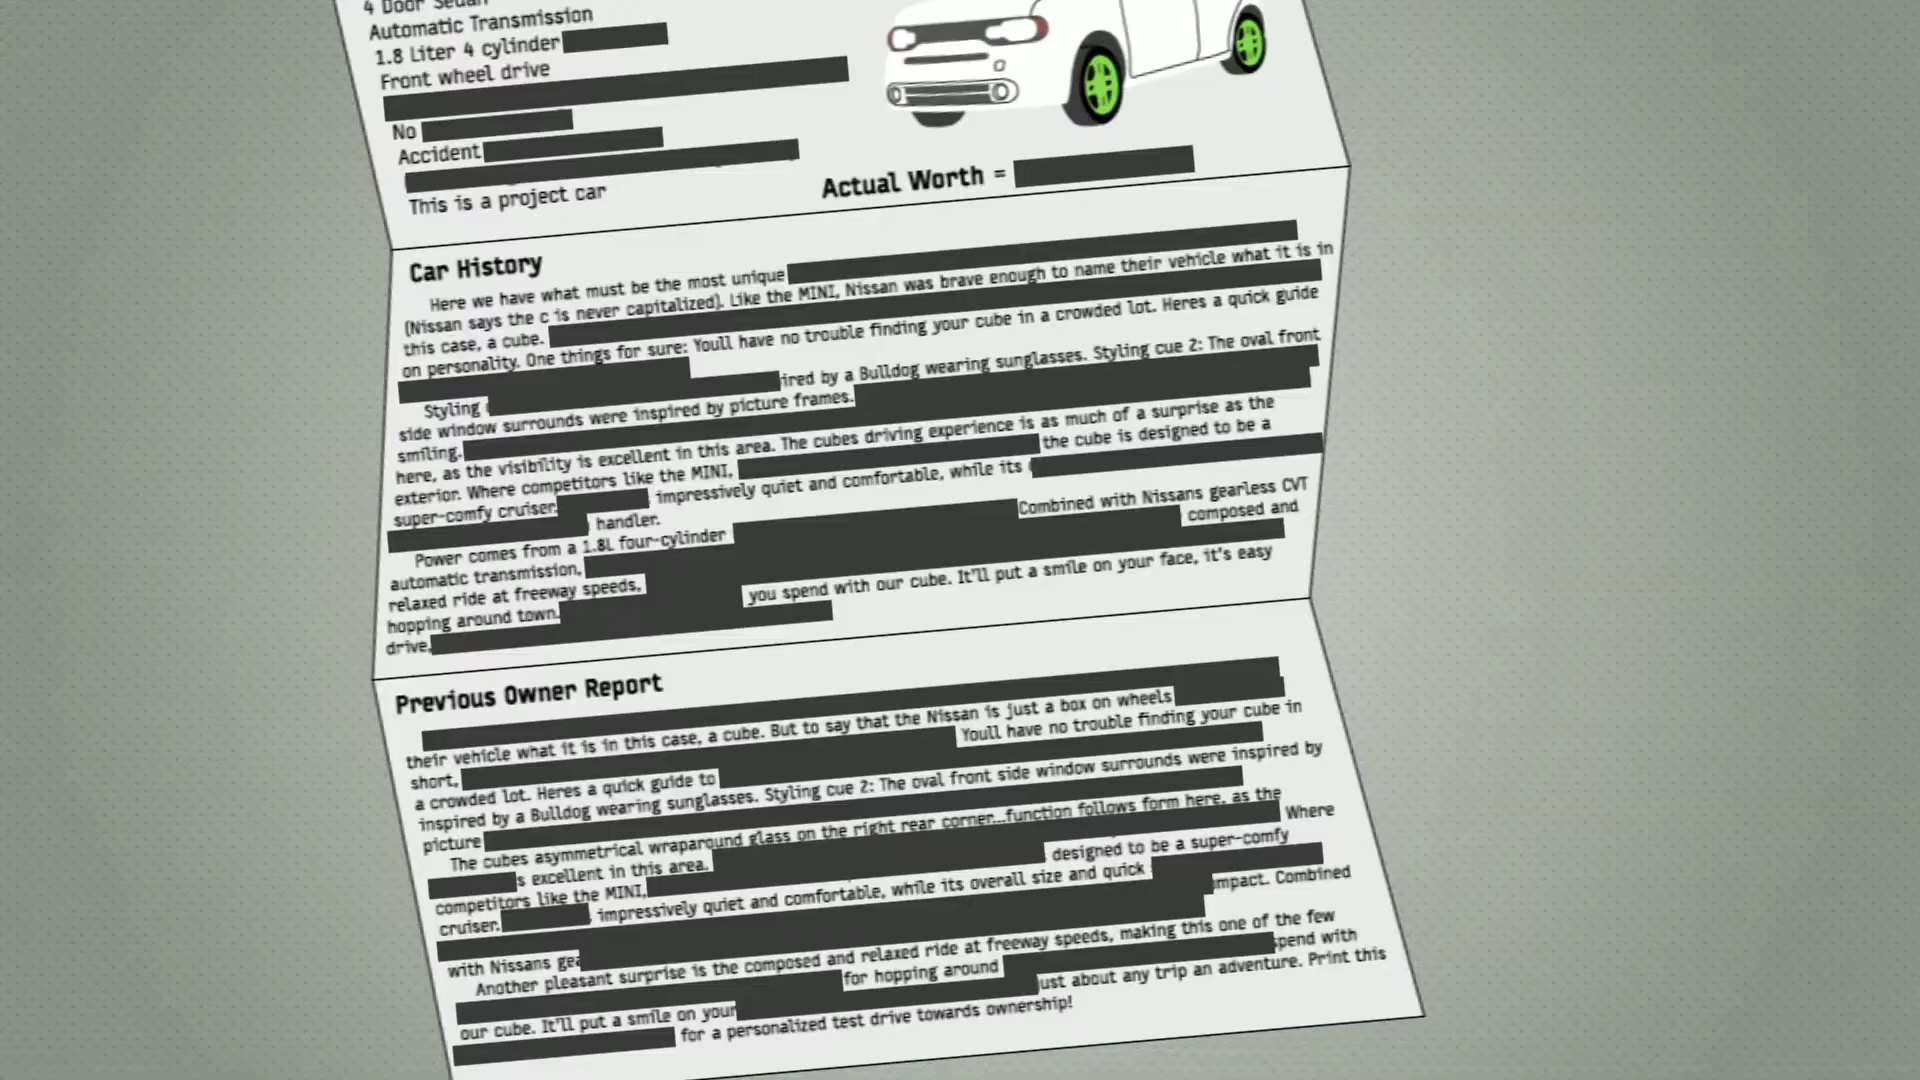 4 Door Sedan
Automatic Transmission
1.8 Liter 4 cylinder
Front wheel drive
No
Accident
This is a project car
Actual Worth =
Car History
Here we have what must be the most unique
(Nissan says the c is never capitalized). Like the MINI, Nissan was brave enough to name their vehicle what it is in
this case, a cube.
on personality. One things for sure: Youll have no trouble finding your cube in a crowded lot. Heres a quick guide
Styling ired by a Bulldog wearing sunglasses. Styling cue 2: The oval front
side window surrounds were inspired by picture frames.
smiling.
here, as the visibility is excellent in this area. The cubes driving experience is as much of a surprise as the
exterior. Where competitors like the MINI, the cube is designed to be a
super-comfy cruiser. impressively quiet and comfortable, while its
handler.
Power comes from a 1.8L four-cylinder Combined with Nissans gearless CVT
automatic transmission, composed and
relaxed ride at freeway speeds,
hopping around town. you spend with our cube. It'll put a smile on your face, it's easy
drive,
Previous Owner Report
their vehicle what it is in this case, a cube. But to say that the Nissan is just a box on wheels
short, Youll have no trouble finding your cube in
a crowded lot. Heres a quick guide to
inspired by a Bulldog wearing sunglasses. Styling cue 2: The oval front side window surrounds were inspired by
picture
The cubes asymmetrical wraparound glass on the right rear corner...function follows form here, as the
s excellent in this area. Where
competitors like the MINI, designed to be a super-comfy
cruiser. impressively quiet and comfortable, while its overall size and quick
mpact. Combined
with Nissans gea
Another pleasant surprise is the composed and relaxed ride at freeway speeds, making this one of the few
for hopping around spend with
our cube. It'll put a smile on your ust about any trip an adventure. Print this
for a personalized test drive towards ownership!